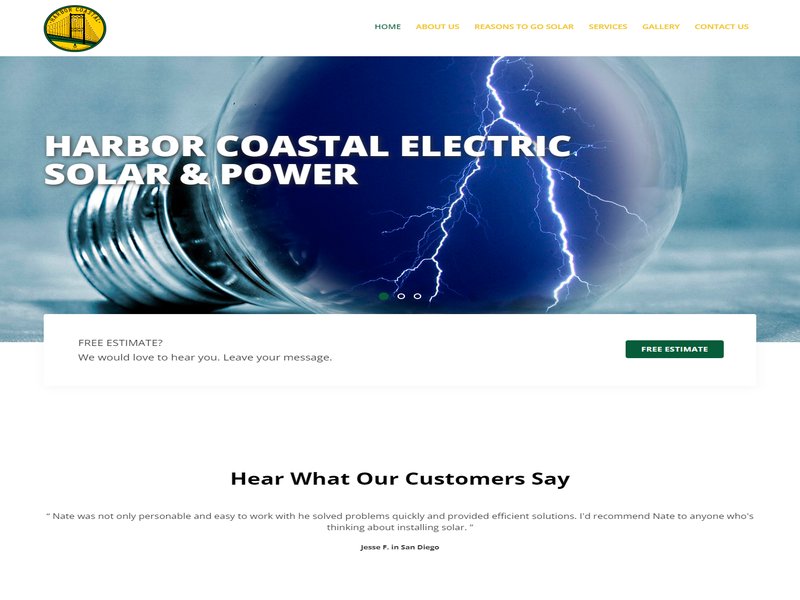 HARBOR COASTAL
HOME ABOUT US REASONS TO GO SOLAR SERVICES GALLERY CONTACT US
HARBOR COASTAL ELECTRIC
SOLAR & POWER
FREE ESTIMATE?
We would love to hear you. Leave your message.
FREE ESTIMATE
Hear What Our Customers Say
“ Nate was not only personable and easy to work with he solved problems quickly and provided efficient solutions. I'd recommend Nate to anyone who's
thinking about installing solar. ”
Jesse F. in San Diego